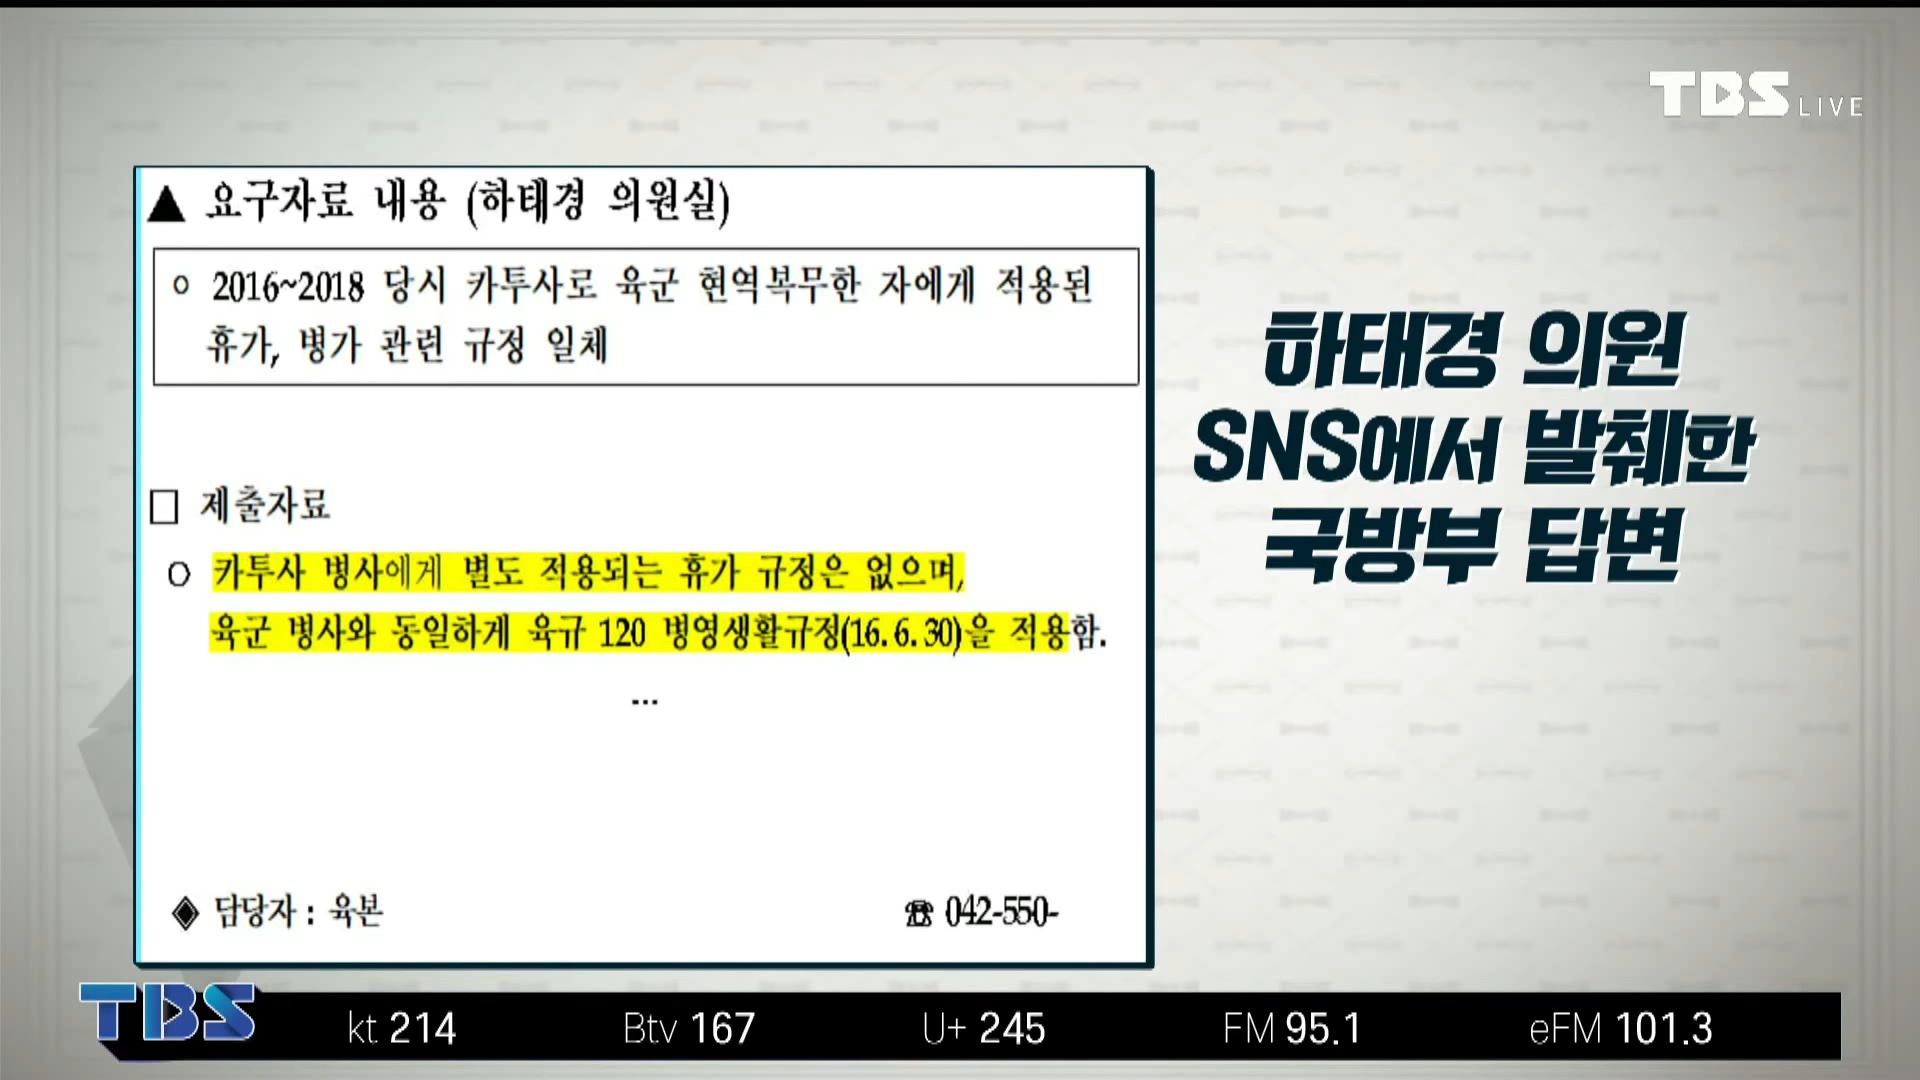 TBS LIVE
▲ 요구자료 내용 (하태경 의원실)
○ 2016~2018 당시 카투사로 육군 현역복무한 자에게 적용된
휴가, 병가 관련 규정 일체
□ 제출자료
○ 카투사 병사에게 별도 적용되는 휴가 규정은 없으며,
육군 병사와 동일하게 육규 120 병영생활규정(16. 6. 30)을 적용함.
...
◈ 담당자 : 육본 ☎ 042-550-
하태경 의원
SNS에서 발췌한
국방부 답변
TBS kt 214 Btv 167 U+ 245 FM 95.1 eFM 101.3